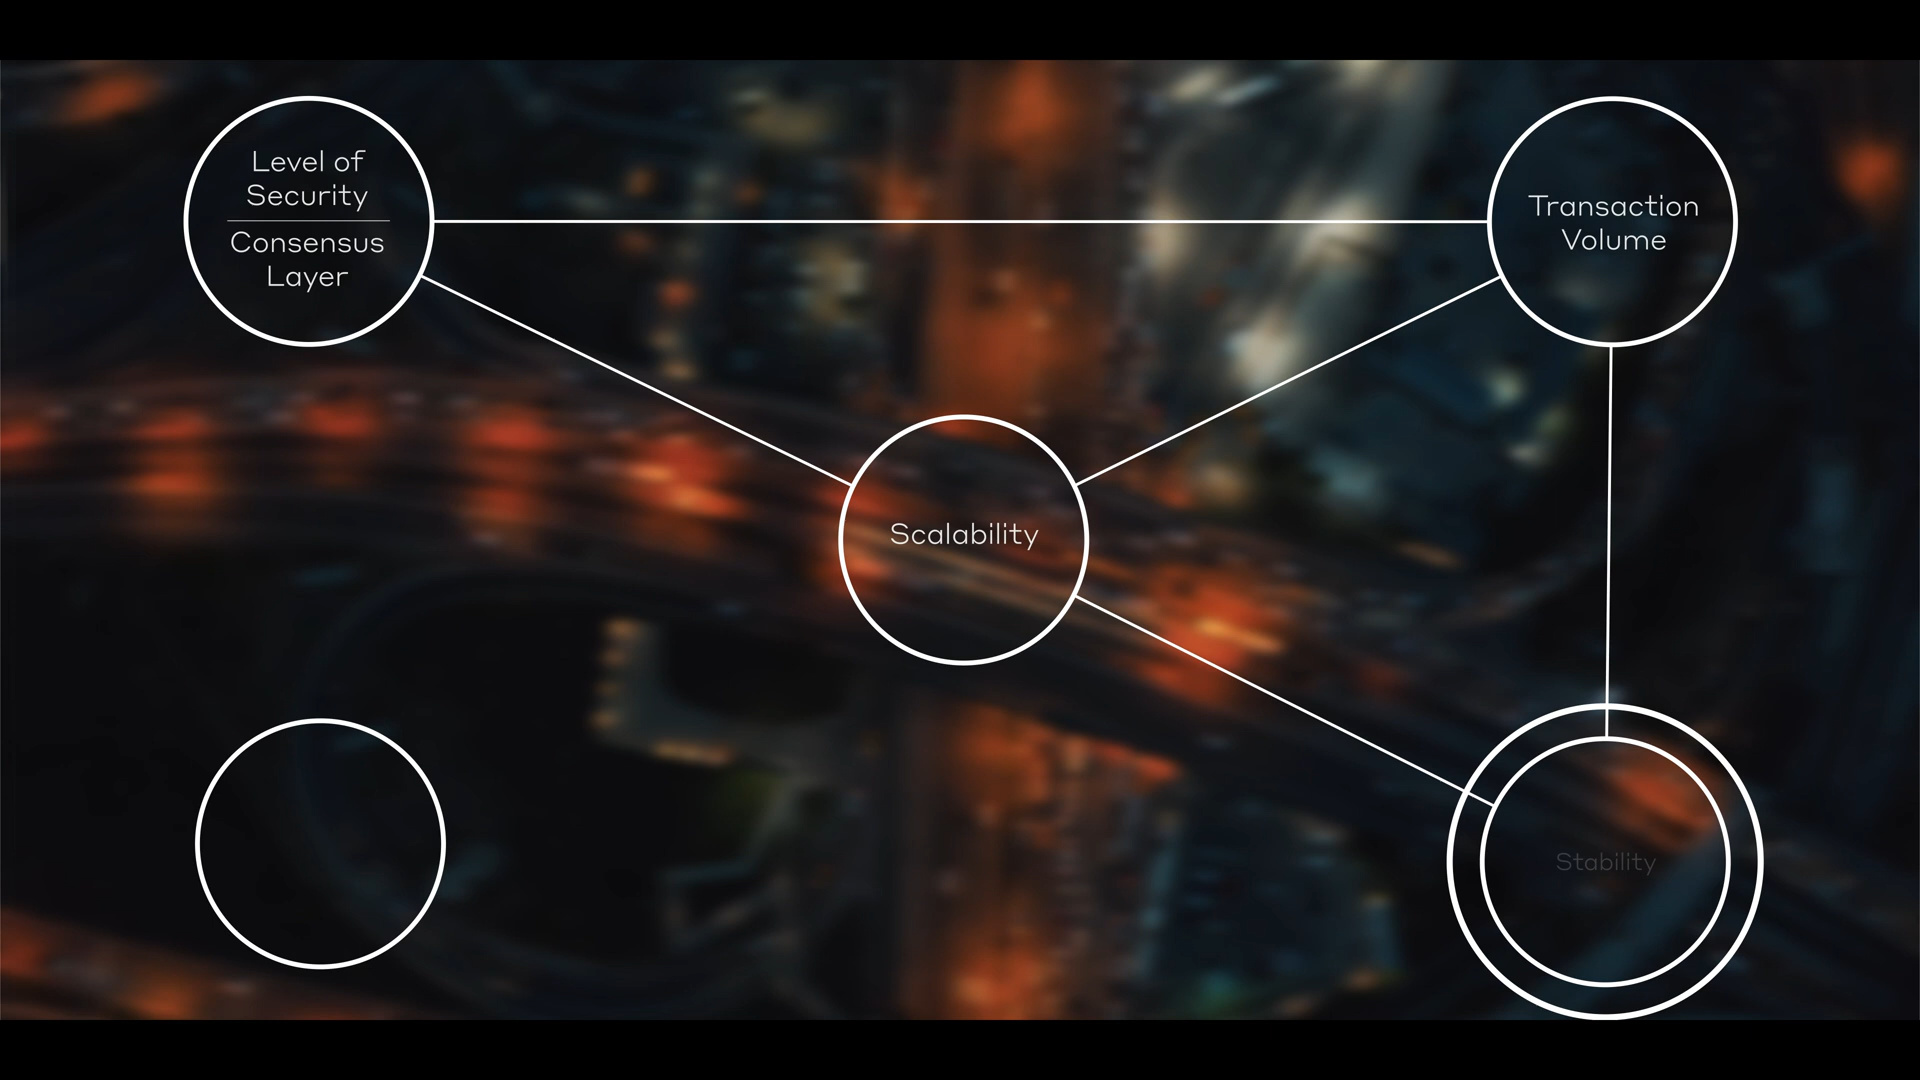 Level of
Security
Consensus
Layer
Transaction
Volume
Scalability
Stability